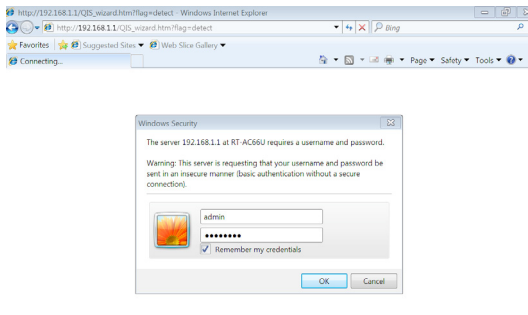 http://192.168.1.1/QIS_wizard.htm?flag=detect - Windows Internet Explorer
http://192.168.1.1/QIS_wizard.htm?flag=detect
Bing
Favorites Suggested Sites Web Slice Gallery
Connecting...
Page Safety Tools
Windows Security
The server 192.168.1.1 at RT-AC66U requires a username and password.
Warning: This server is requesting that your username and password be
sent in an insecure manner (basic authentication without a secure
connection).
admin
••••••••
Remember my credentials
OK Cancel